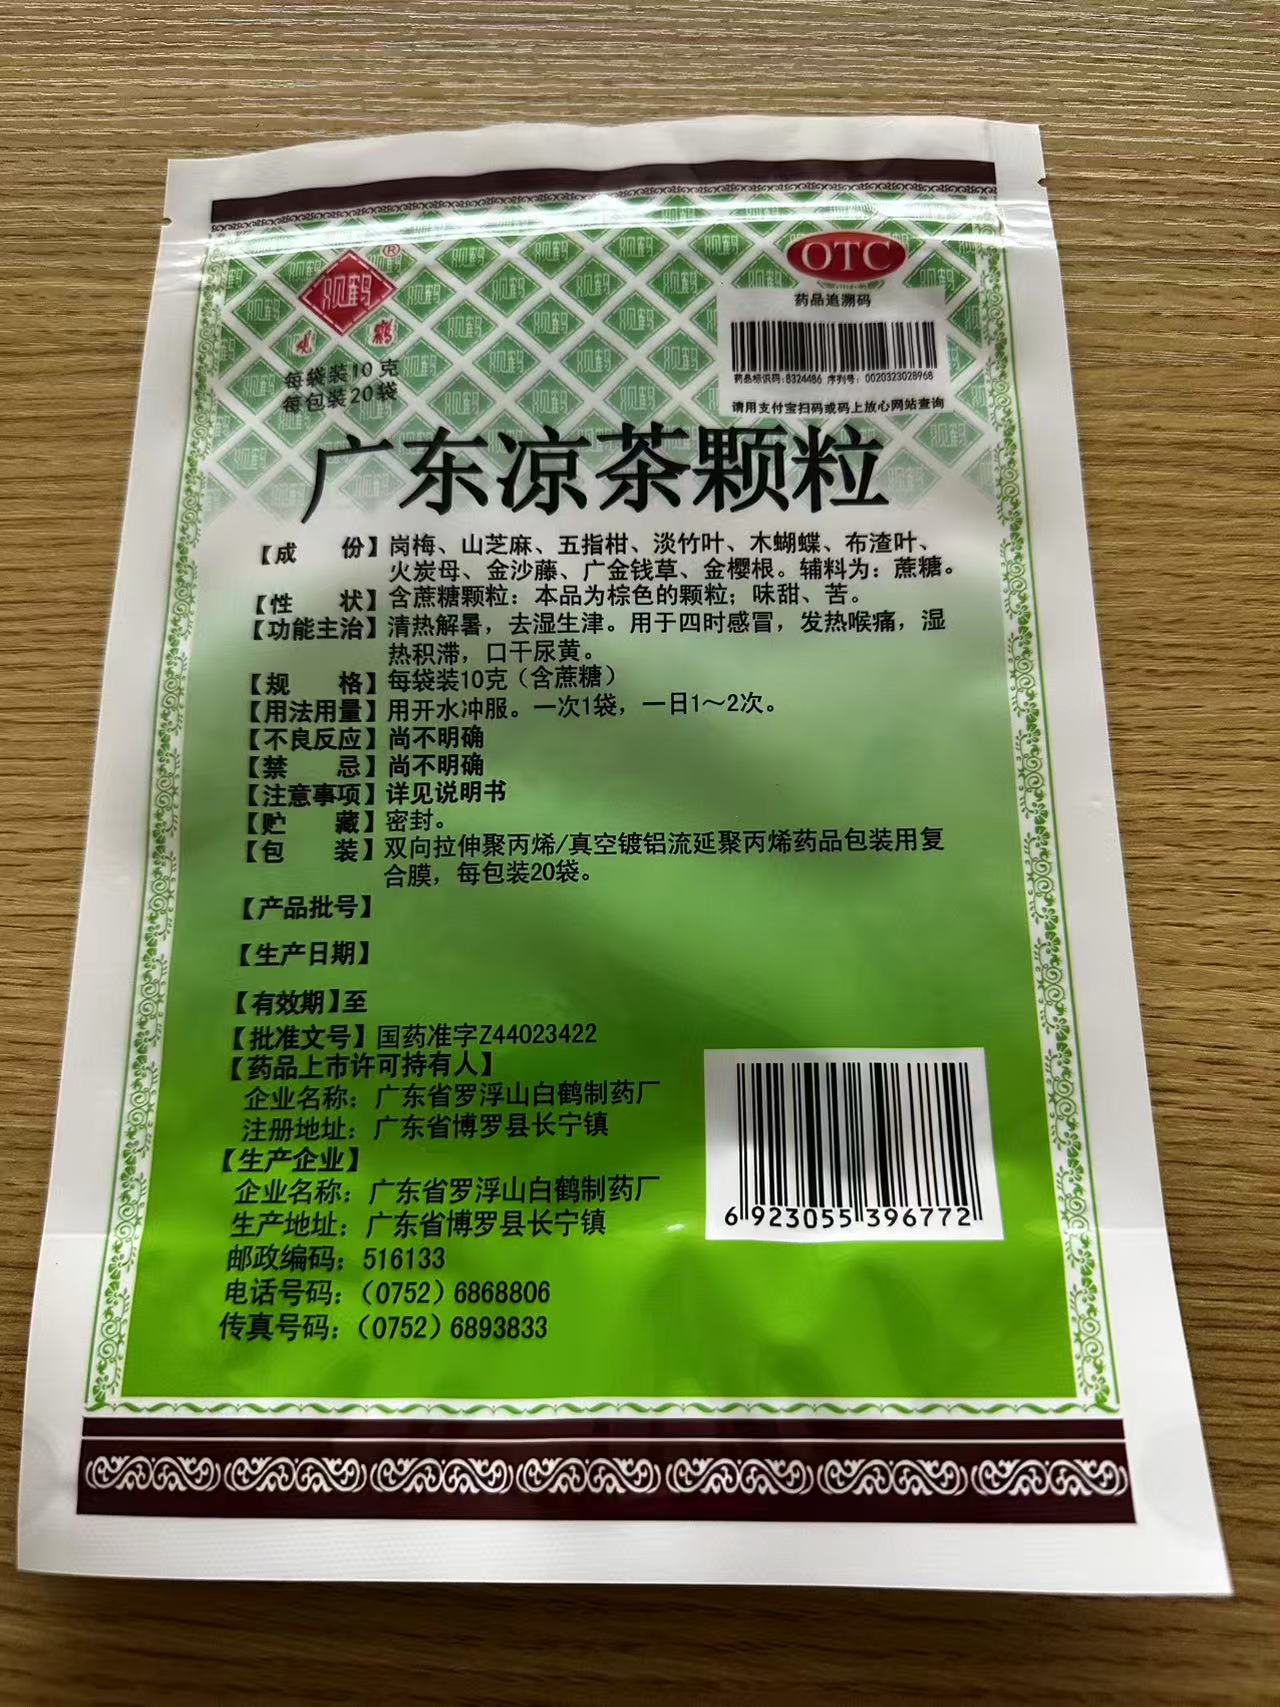 OTC
药品追溯码
药品标识码:8324486 序列号: 0020323028968
请用支付宝扫码或码上放心网站查询
®
每袋装10克
每包装20袋
广东凉茶颗粒
【成　份】岗梅、山芝麻、五指柑、淡竹叶、木蝴蝶、布渣叶、
火炭母、金沙藤、广金钱草、金樱根。辅料为：蔗糖。
【性　状】含蔗糖颗粒：本品为棕色的颗粒；味甜、苦。
【功能主治】清热解暑，去湿生津。用于四时感冒，发热喉痛，湿
热积滞，口干尿黄。
【规　格】每袋装10克（含蔗糖）
【用法用量】用开水冲服。一次1袋，一日1～2次。
【不良反应】尚不明确
【禁　忌】尚不明确
【注意事项】详见说明书
【贮　藏】密封。
【包　装】双向拉伸聚丙烯/真空镀铝流延聚丙烯药品包装用复
合膜，每包装20袋。
【产品批号】
【生产日期】
【有效期】至
【批准文号】国药准字Z44023422
【药品上市许可持有人】
企业名称：广东省罗浮山白鹤制药厂
注册地址：广东省博罗县长宁镇
【生产企业】
企业名称：广东省罗浮山白鹤制药厂
生产地址：广东省博罗县长宁镇
邮政编码：516133
电话号码：（0752）6868806
传真号码：（0752）6893833
6 923055 396772